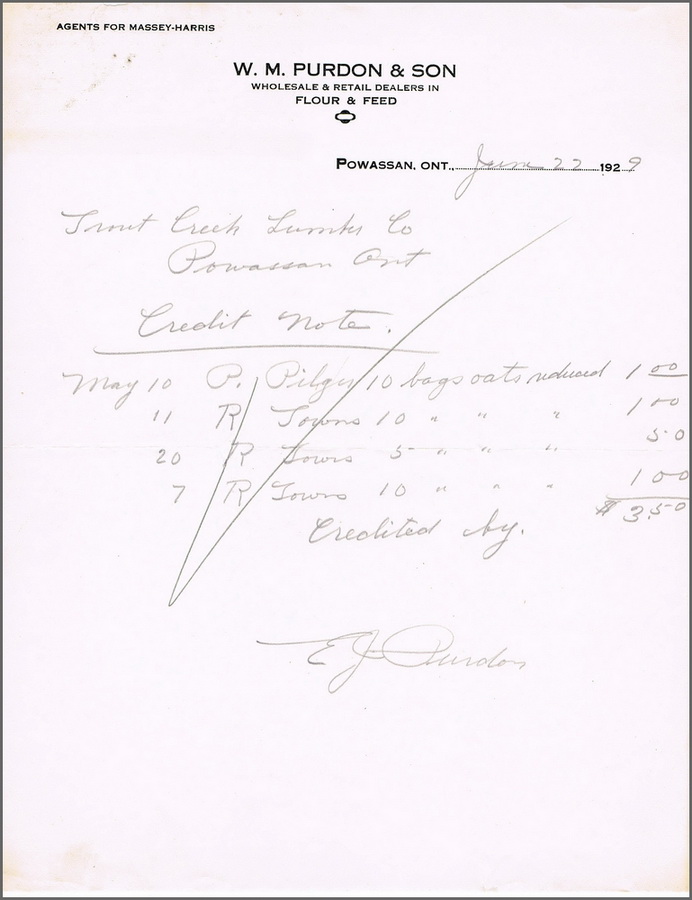 AGENTS FOR MASSEY-HARRIS
W. M. PURDON & SON
WHOLESALE & RETAIL DEALERS IN
FLOUR & FEED
POWASSAN, ONT., June 22 1929
Trout Creek Lumber Co
Powassan Ont
Credit Note.
May 10 P. Pilger 10 bags oats reduced 1 00
11 R Towns 10 " " " 1 00
20 R Towns 5 " " " 50
7 R Towns 10 " " " 1 00
$ 3.50
Credited by.
E J Purdon